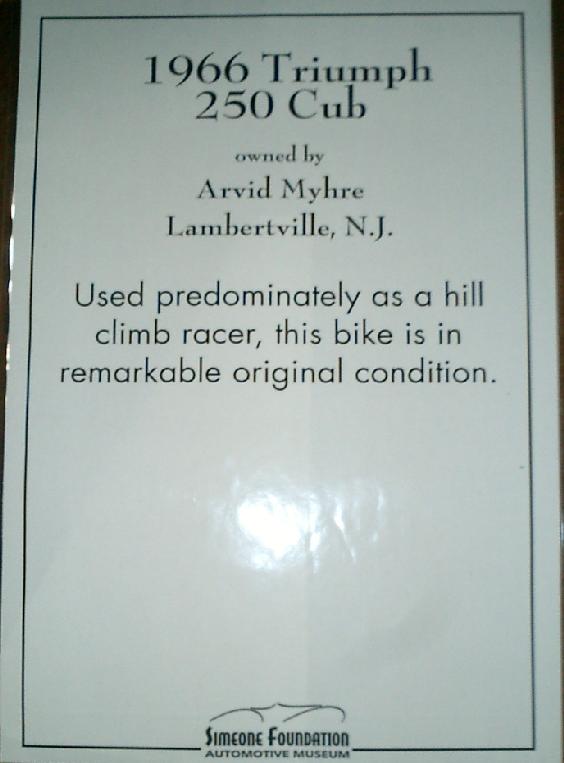 1966 Triumph
250 Cub
owned by
Arvid Myhre
Lambertville, N.J.
Used predominately as a hill
climb racer, this bike is in
remarkable original condition.
SIMEONE FOUNDATION
AUTOMOTIVE MUSEUM